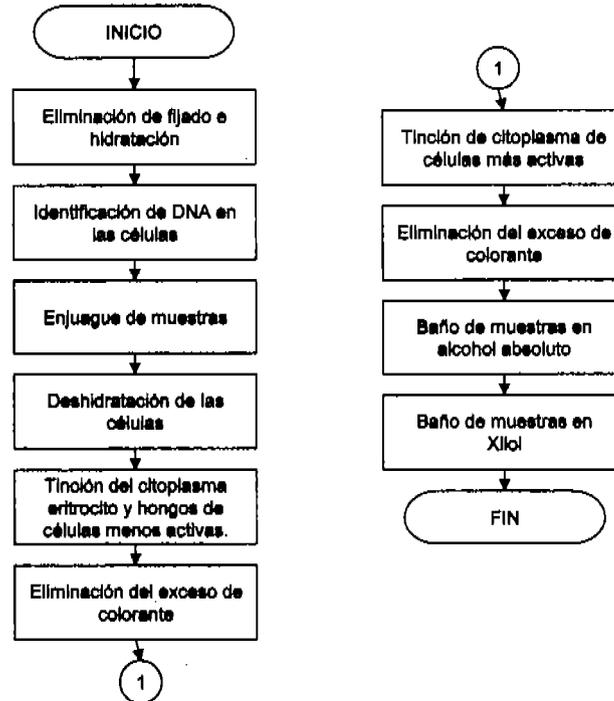 INICIO
Eliminación de fijado e
hidratación
Identificación de DNA en
las células
Enjuague de muestras
Deshidratación de las
células
Tinción del citoplasma
eritrocito y hongos de
células menos activas.
Eliminación del exceso de
colorante
1
1
Tinción de citoplasma de
células más activas
Eliminación del exceso de
colorante
Baño de muestras en
alcohol absoluto
Baño de muestras en
Xilol
FIN